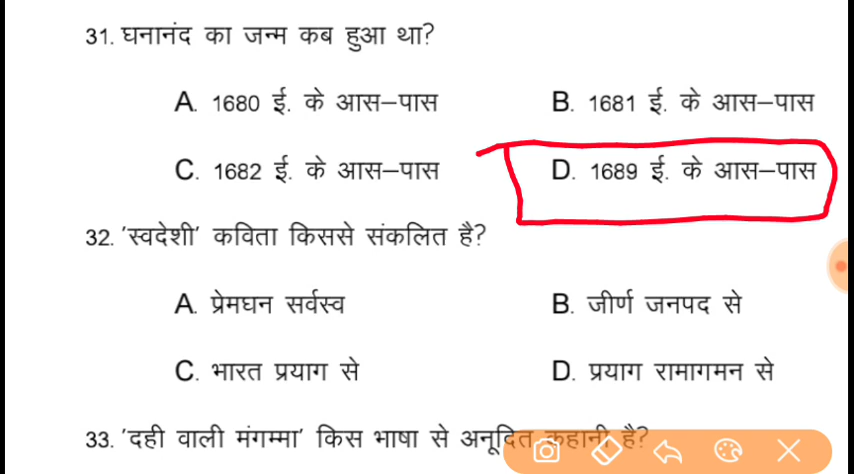 31. घनानंद का जन्म कब हुआ था?
A. 1680 ई. के आस–पास B. 1681 ई. के आस–पास
C. 1682 ई. के आस–पास D. 1689 ई. के आस–पास
32. 'स्वदेशी' कविता किससे संकलित है?
A. प्रेमघन सर्वस्व B. जीर्ण जनपद से
C. भारत प्रयाग से D. प्रयाग रामागमन से
33. 'दही वाली मंगम्मा' किस भाषा से अनूदित कहानी है?